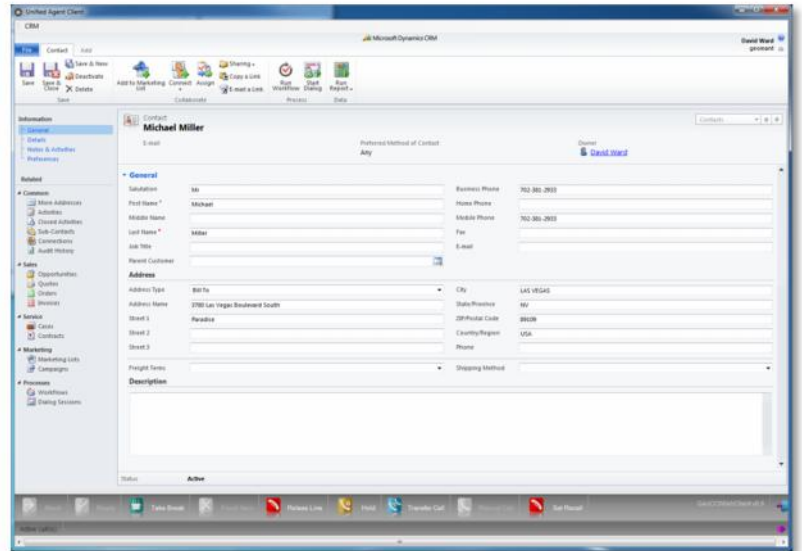 Unified Agent Client
CRM
Microsoft Dynamics CRM
David Ward
geomant
File Contact Add
Save
Save & Close
Save & New
Deactivate
Delete
Add to Marketing List
Connect
Assign
Sharing
Copy a Link
E-mail a Link
Run Workflow
Start Dialog
Run Report
Save Collaborate Process Data
Information
General
Details
Notes & Activities
Preferences
Related
Common
More Addresses
Activities
Closed Activities
Sub-Contacts
Connections
Audit History
Sales
Opportunities
Quotes
Orders
Invoices
Service
Cases
Contracts
Marketing
Marketing Lists
Campaigns
Processes
Workflows
Dialog Sessions
Contact
Michael Miller
Contacts
E-mail Preferred Method of Contact Owner
Any David Ward
General
Salutation Mr Business Phone 702-381-2933
First Name * Michael Home Phone
Middle Name Mobile Phone 702-381-2933
Last Name * Miller Fax
Job Title E-mail
Parent Customer
Address
Address Type Bill To City LAS VEGAS
Address Name 3780 Las Vegas Boulevard South State/Province NV
Street 1 Paradise ZIP/Postal Code 89109
Street 2 Country/Region USA
Street 3 Phone
Freight Terms Shipping Method
Description
Status Active
Ready Take Break Release Line Hold Transfer Call Set Recall
Active call(s):